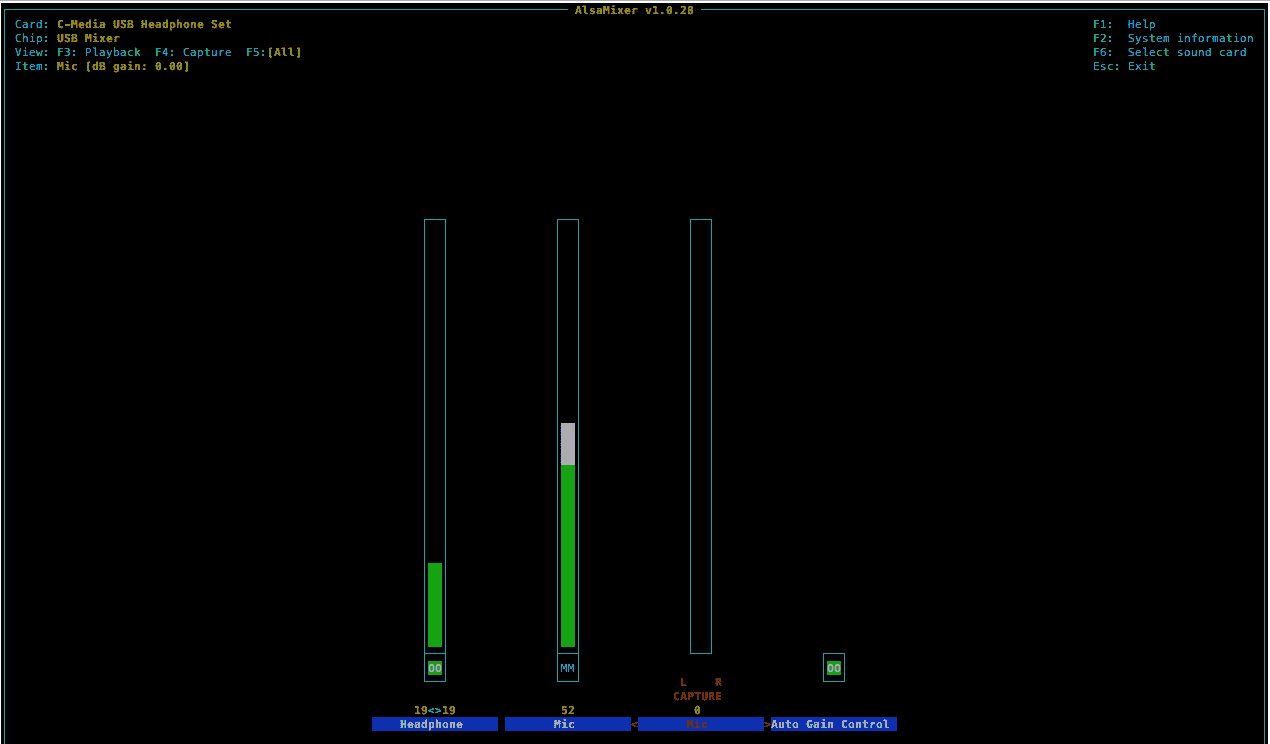 AlsaMixer v1.0.28
Card: C-Media USB Headphone Set F1: Help
Chip: USB Mixer F2: System information
View: F3: Playback F4: Capture F5:[All] F6: Select sound card
Item: Mic [dB gain: 0.00] Esc: Exit
OO MM OO
L R
CAPTURE
19<>19 52 0
Headphone Mic < Mic >Auto Gain Control